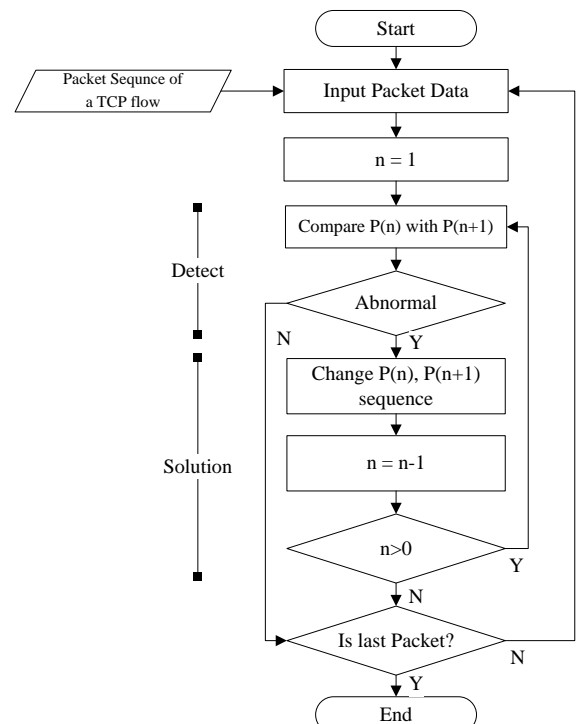 Start
Packet Sequnce of
a TCP flow
Input Packet Data
n = 1
Compare P(n) with P(n+1)
Detect
Abnormal
N
Y
Change P(n), P(n+1)
sequence
Solution
n = n-1
n>0
Y
N
Is last Packet?
N
Y
End